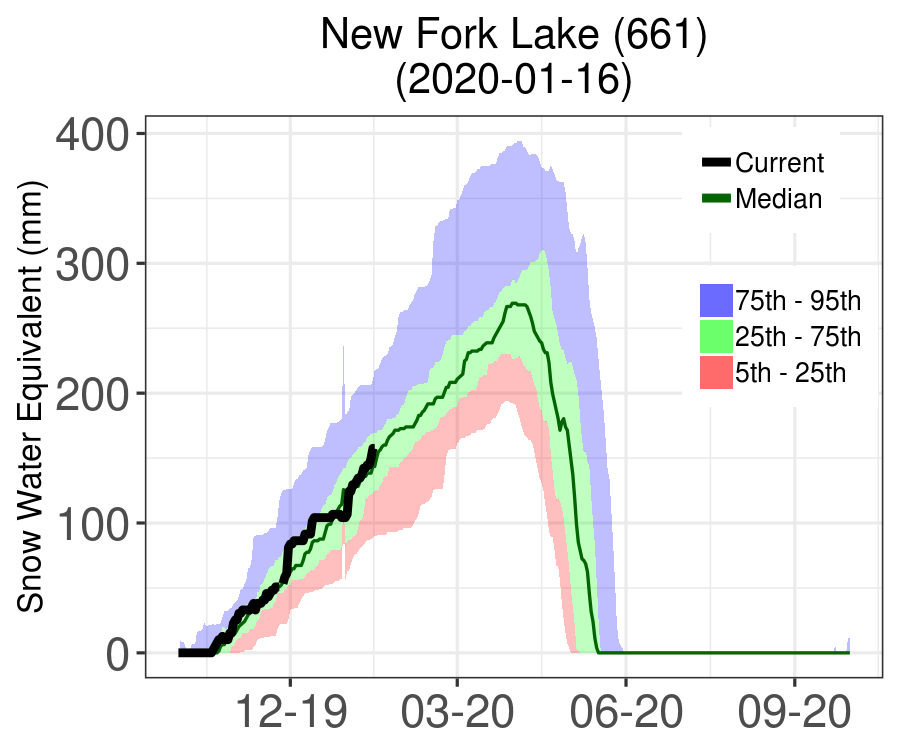 New Fork Lake (661)
(2020-01-16)
Snow Water Equivalent (mm)
400
300
200
100
0
12-19
03-20
06-20
09-20
Current
Median
75th - 95th
25th - 75th
5th - 25th